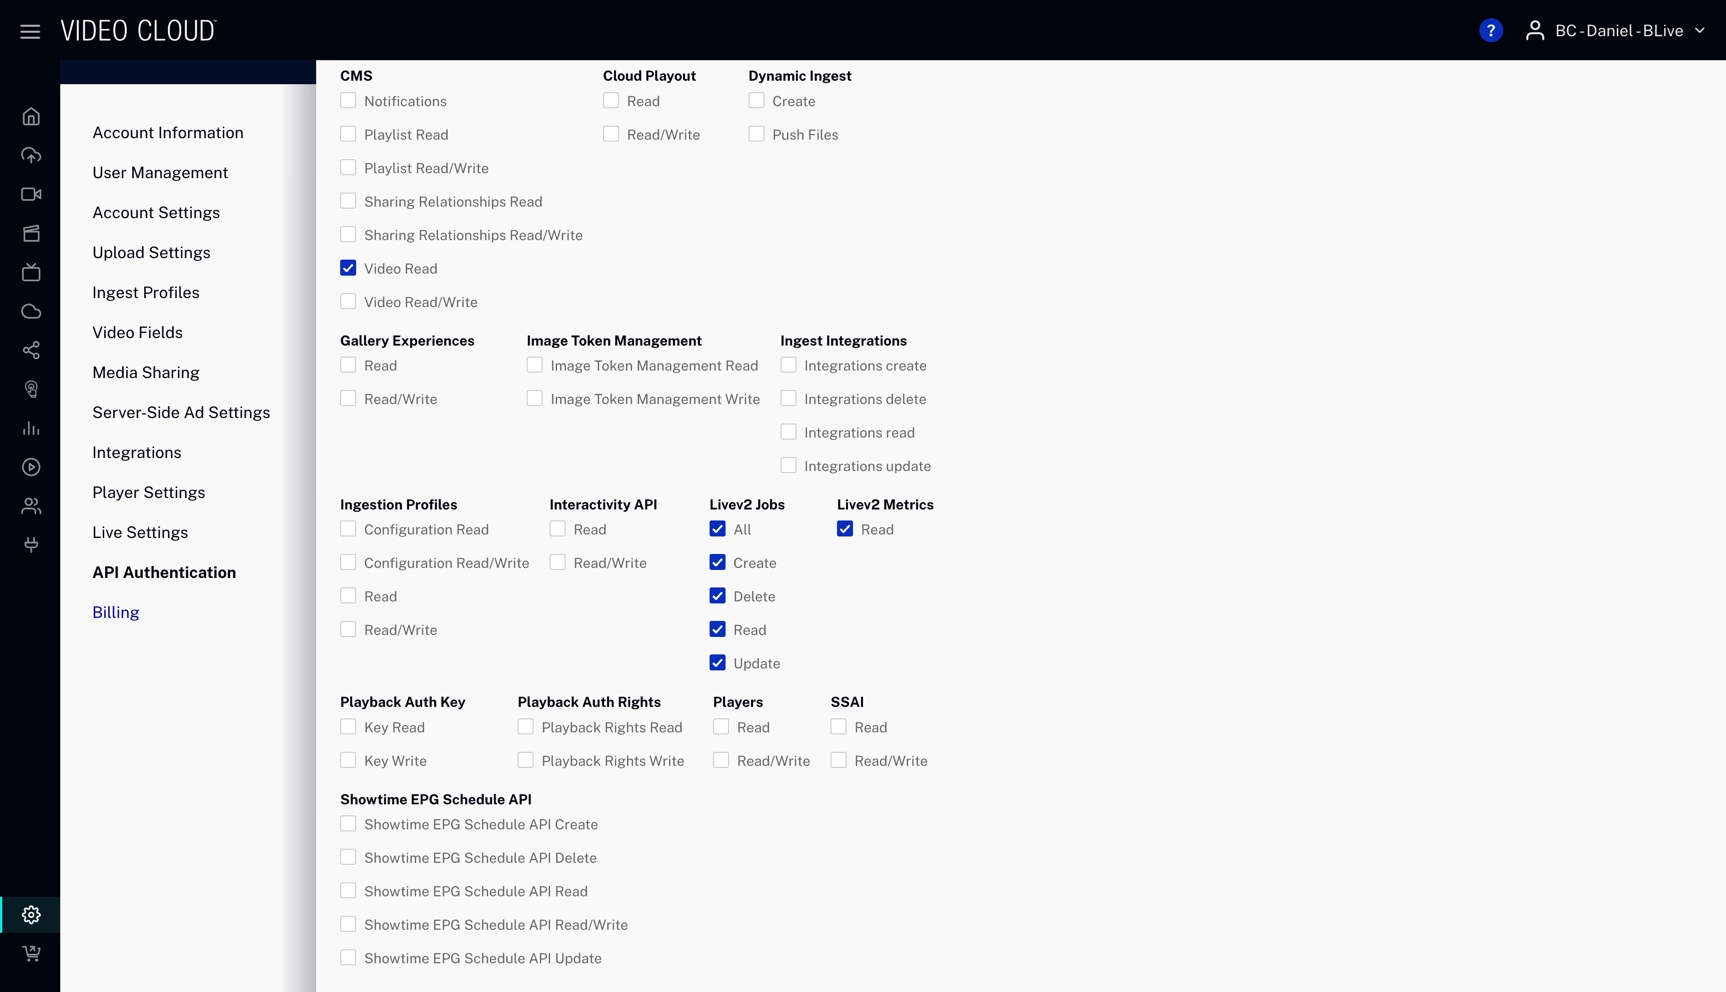 VIDEO CLOUD™
?
BC - Daniel - BLive
Account Information
User Management
Account Settings
Upload Settings
Ingest Profiles
Video Fields
Media Sharing
Server-Side Ad Settings
Integrations
Player Settings
Live Settings
API Authentication
Billing
CMS
Notifications
Playlist Read
Playlist Read/Write
Sharing Relationships Read
Sharing Relationships Read/Write
Video Read
Video Read/Write
Cloud Playout
Read
Read/Write
Dynamic Ingest
Create
Push Files
Gallery Experiences
Read
Read/Write
Image Token Management
Image Token Management Read
Image Token Management Write
Ingest Integrations
Integrations create
Integrations delete
Integrations read
Integrations update
Ingestion Profiles
Configuration Read
Configuration Read/Write
Read
Read/Write
Interactivity API
Read
Read/Write
Livev2 Jobs
All
Create
Delete
Read
Update
Livev2 Metrics
Read
Playback Auth Key
Key Read
Key Write
Playback Auth Rights
Playback Rights Read
Playback Rights Write
Players
Read
Read/Write
SSAI
Read
Read/Write
Showtime EPG Schedule API
Showtime EPG Schedule API Create
Showtime EPG Schedule API Delete
Showtime EPG Schedule API Read
Showtime EPG Schedule API Read/Write
Showtime EPG Schedule API Update